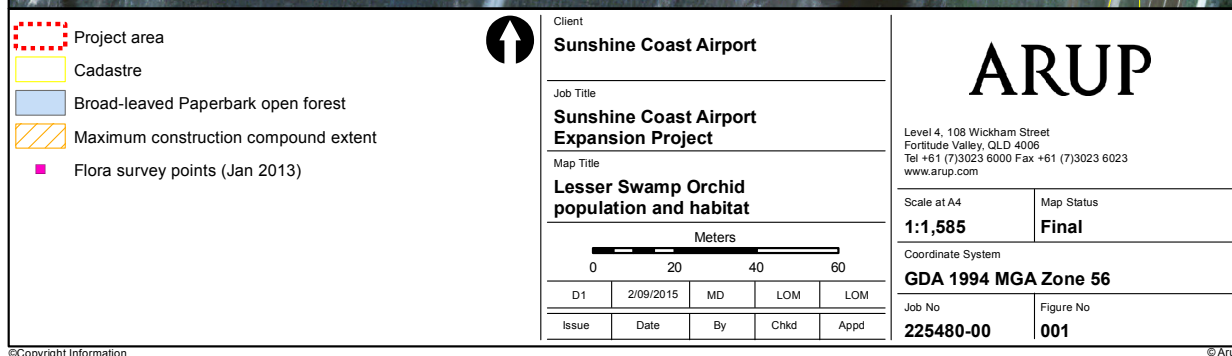 Project area
Cadastre
Broad-leaved Paperbark open forest
Maximum construction compound extent
Flora survey points (Jan 2013)
Client
Sunshine Coast Airport
Job Title
Sunshine Coast Airport
Expansion Project
Map Title
Lesser Swamp Orchid
population and habitat
Meters
0 20 40 60
D1 2/09/2015 MD LOM LOM
Issue Date By Chkd Appd
ARUP
Level 4, 108 Wickham Street
Fortitude Valley, QLD 4006
Tel +61 (7)3023 6000 Fax +61 (7)3023 6023
www.arup.com
Scale at A4 Map Status
1:1,585 Final
Coordinate System
GDA 1994 MGA Zone 56
Job No Figure No
225480-00 001
©Copyright Information